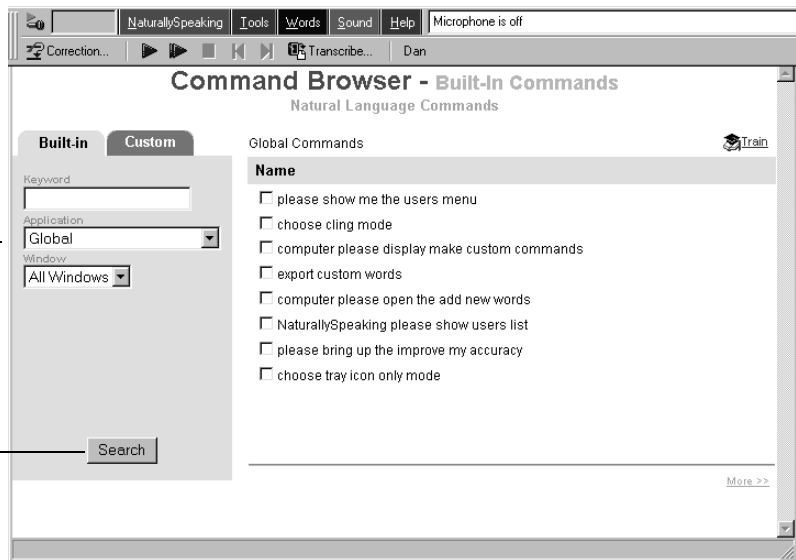 NaturallySpeaking Tools Words Sound Help Microphone is off
Correction... Transcribe... Dan
Command Browser - Built-In Commands
Natural Language Commands
Built-in Custom
Global Commands Train
Name
Keyword
Application
Global
Window
All Windows
please show me the users menu
choose cling mode
computer please display make custom commands
export custom words
computer please open the add new words
NaturallySpeaking please show users list
please bring up the improve my accuracy
choose tray icon only mode
Search
More >>